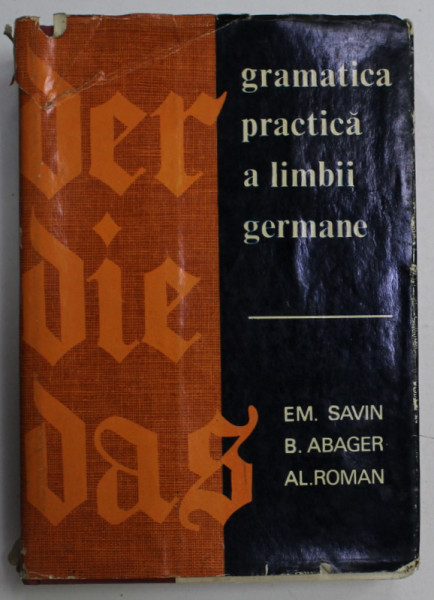 der
die
das
gramatica
practică
a limbii
germane
EM. SAVIN
B. ABAGER
AL.ROMAN